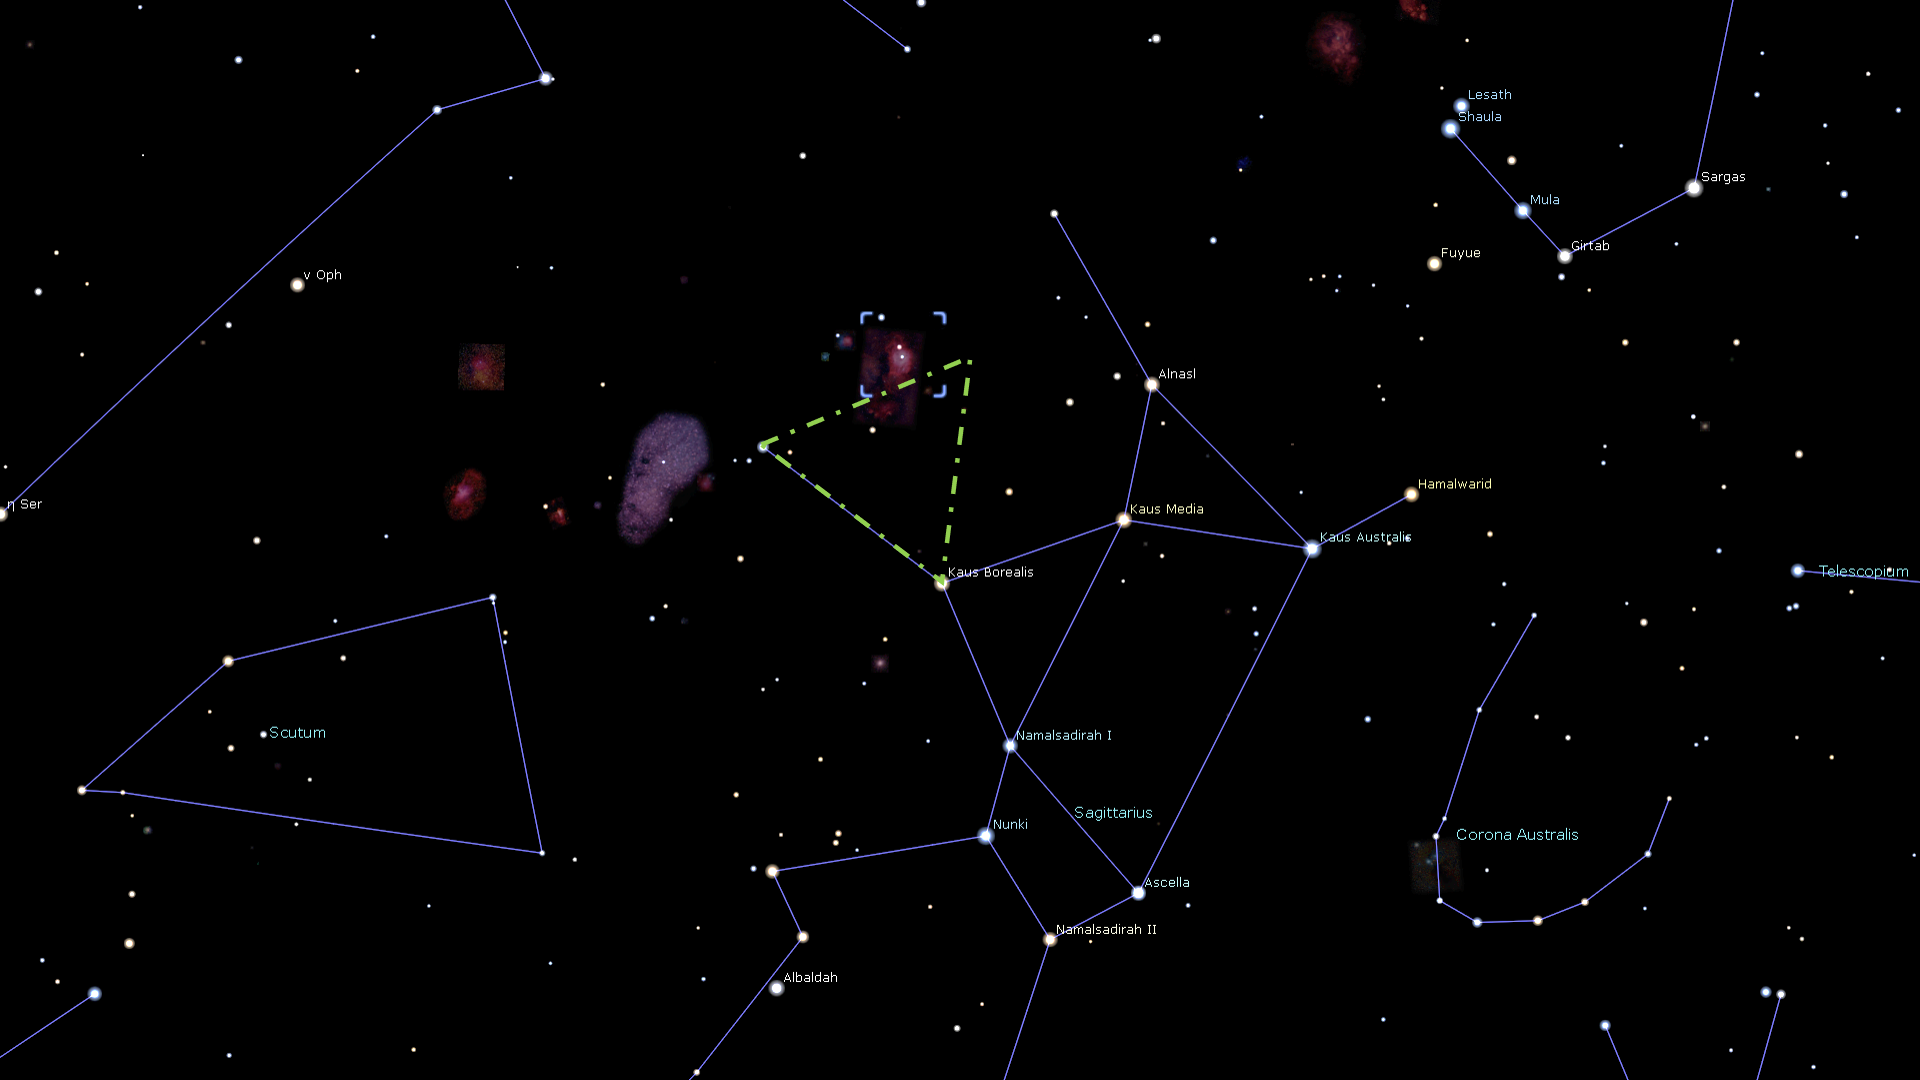 Lesath
Shaula
Sargas
Mula
Girtab
Fuyue
ν Oph
Alnasl
Hamalwarid
η Ser
Kaus Media
Kaus Australis
Kaus Borealis
Telescopium
Scutum
Namalsadirah I
Sagittarius
Nunki
Corona Australis
Ascella
Namalsadirah II
Albaldah